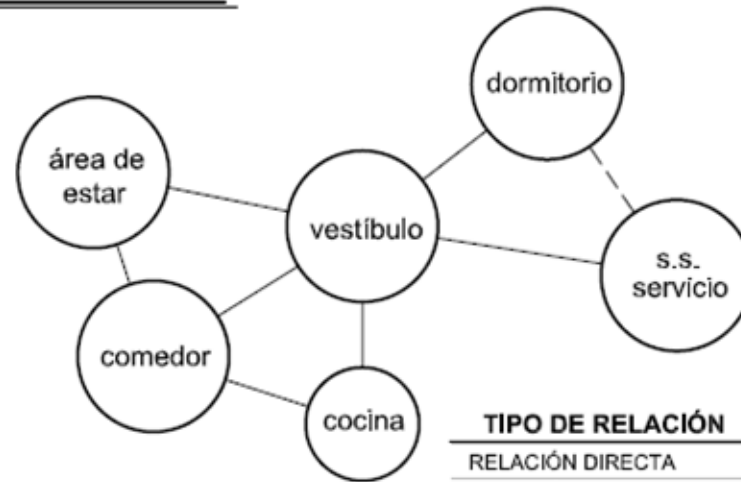 dormitorio
área de
estar
vestíbulo
s.s.
servicio
comedor
cocina
TIPO DE RELACIÓN
RELACIÓN DIRECTA